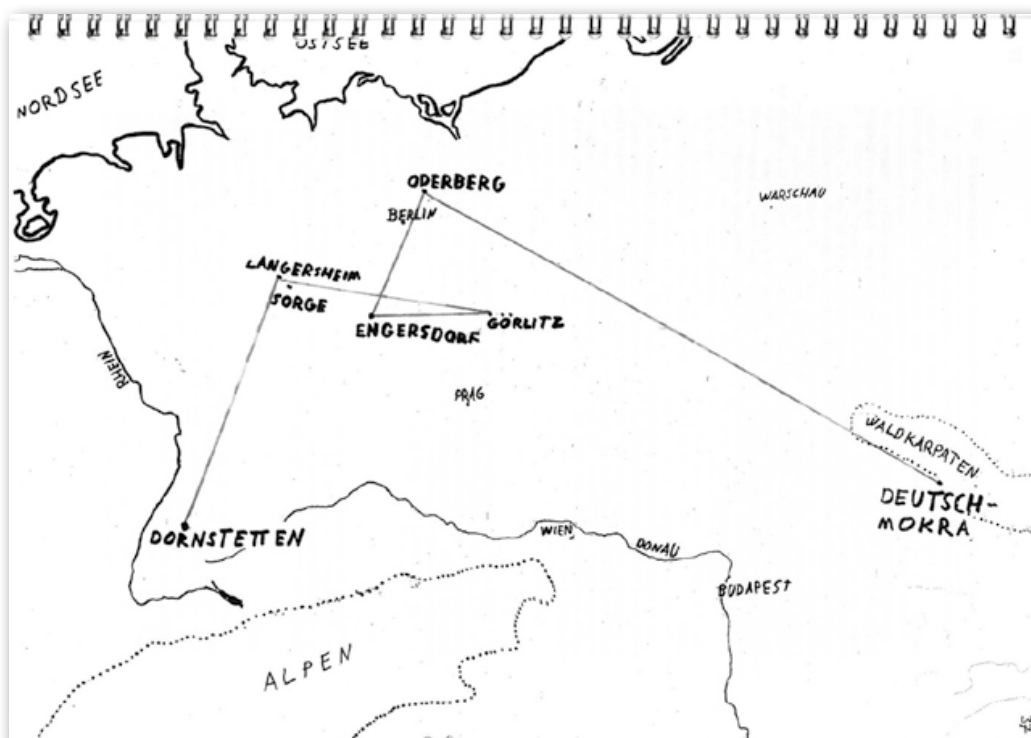 OSTSEE
NORDSEE
ODERBERG
WARSCHAU
BERLIN
LANGERSHEIM
SORGE
ENGERSDORF
GÖRLITZ
RHEIN
PRAG
WALDKARPATEN
DEUTSCH-
MOKRA
DORNSTETTEN
WIEN
DONAU
BUDAPEST
ALPEN